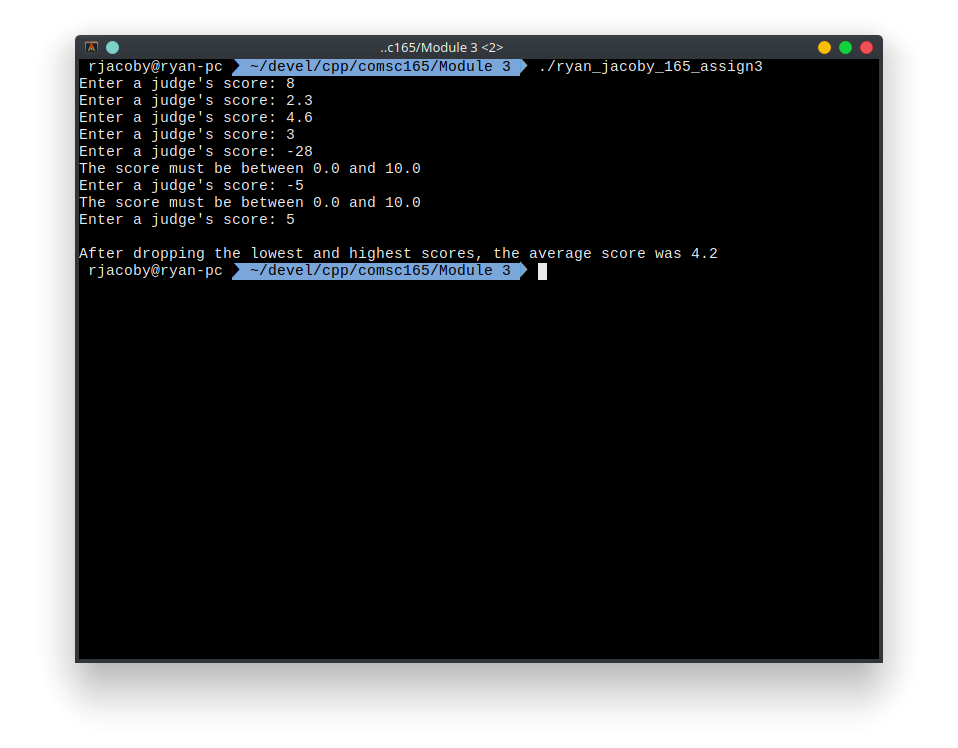 ..c165/Module 3 <2>
rjacoby@ryan-pc ~/devel/cpp/comsc165/Module 3 ./ryan_jacoby_165_assign3
Enter a judge's score: 8
Enter a judge's score: 2.3
Enter a judge's score: 4.6
Enter a judge's score: 3
Enter a judge's score: -28
The score must be between 0.0 and 10.0
Enter a judge's score: -5
The score must be between 0.0 and 10.0
Enter a judge's score: 5
After dropping the lowest and highest scores, the average score was 4.2
rjacoby@ryan-pc ~/devel/cpp/comsc165/Module 3